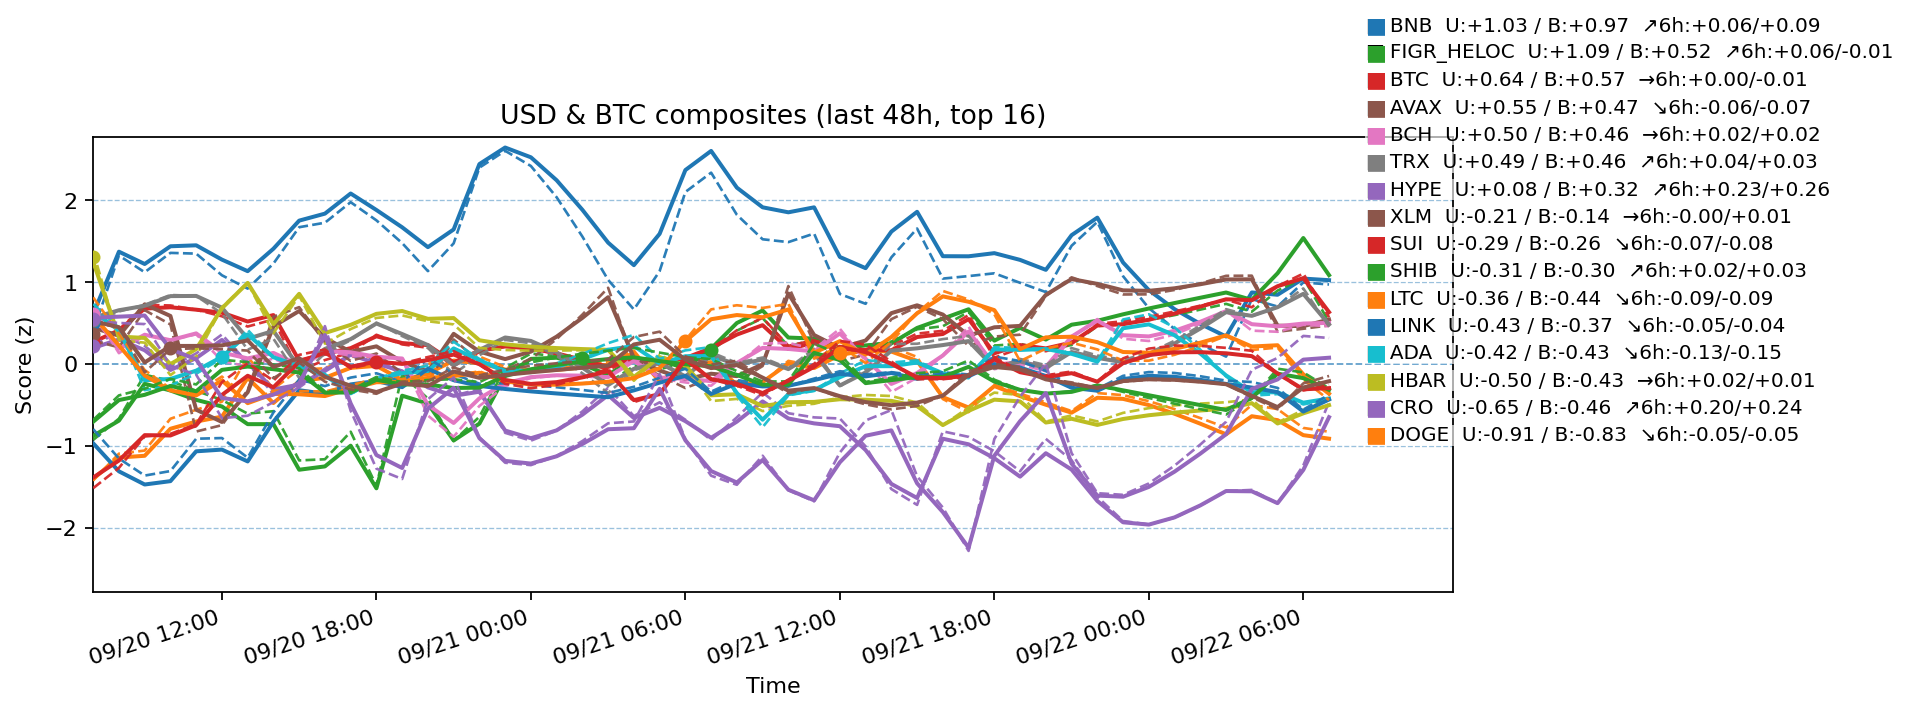 USD & BTC composites (last 48h, top 16)
BNB U:+1.03 / B:+0.97 ↗6h:+0.06/+0.09
FIGR_HELOC U:+1.09 / B:+0.52 ↗6h:+0.06/-0.01
BTC U:+0.64 / B:+0.57 →6h:+0.00/-0.01
AVAX U:+0.55 / B:+0.47 ↘6h:-0.06/-0.07
BCH U:+0.50 / B:+0.46 →6h:+0.02/+0.02
TRX U:+0.49 / B:+0.46 ↗6h:+0.04/+0.03
HYPE U:+0.08 / B:+0.32 ↗6h:+0.23/+0.26
XLM U:-0.21 / B:-0.14 →6h:-0.00/+0.01
SUI U:-0.29 / B:-0.26 ↘6h:-0.07/-0.08
SHIB U:-0.31 / B:-0.30 ↗6h:+0.02/+0.03
LTC U:-0.36 / B:-0.44 ↘6h:-0.09/-0.09
LINK U:-0.43 / B:-0.37 ↘6h:-0.05/-0.04
ADA U:-0.42 / B:-0.43 ↘6h:-0.13/-0.15
HBAR U:-0.50 / B:-0.43 →6h:+0.02/+0.01
CRO U:-0.65 / B:-0.46 ↗6h:+0.20/+0.24
DOGE U:-0.91 / B:-0.83 ↘6h:-0.05/-0.05
Score (z)
2
1
0
−1
−2
09/20 12:00
09/20 18:00
09/21 00:00
09/21 06:00
09/21 12:00
09/21 18:00
09/22 00:00
09/22 06:00
Time